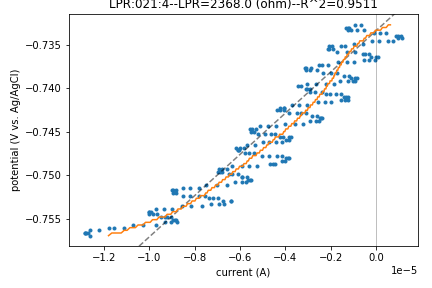 LPR:021:4--LPR=2368.0 (ohm)--R^2=0.9511
potential (V vs. Ag/AgCl)
−0.735
−0.740
−0.745
−0.750
−0.755
−1.2 −1.0 −0.8 −0.6 −0.4 −0.2 0.0
1e−5
current (A)